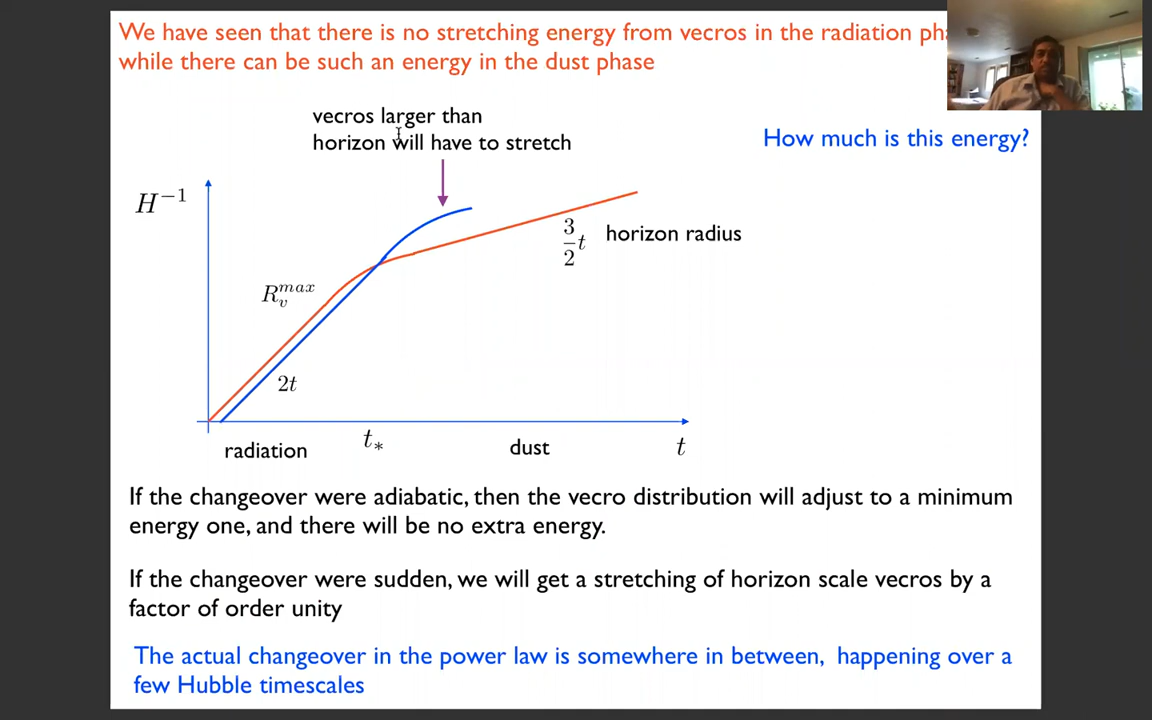 We have seen that there is no stretching energy from vecros in the radiation
while there can be such an energy in the dust phase
vecros larger than
horizon will have to stretch
How much is this energy?
H⁻¹
3/2 t horizon radius
R_v^max
2t
radiation
t_*
dust
t
If the changeover were adiabatic, then the vecro distribution will adjust to a minimum
energy one, and there will be no extra energy.
If the changeover were sudden, we will get a stretching of horizon scale vecros by a
factor of order unity
The actual changeover in the power law is somewhere in between, happening over a
few Hubble timescales